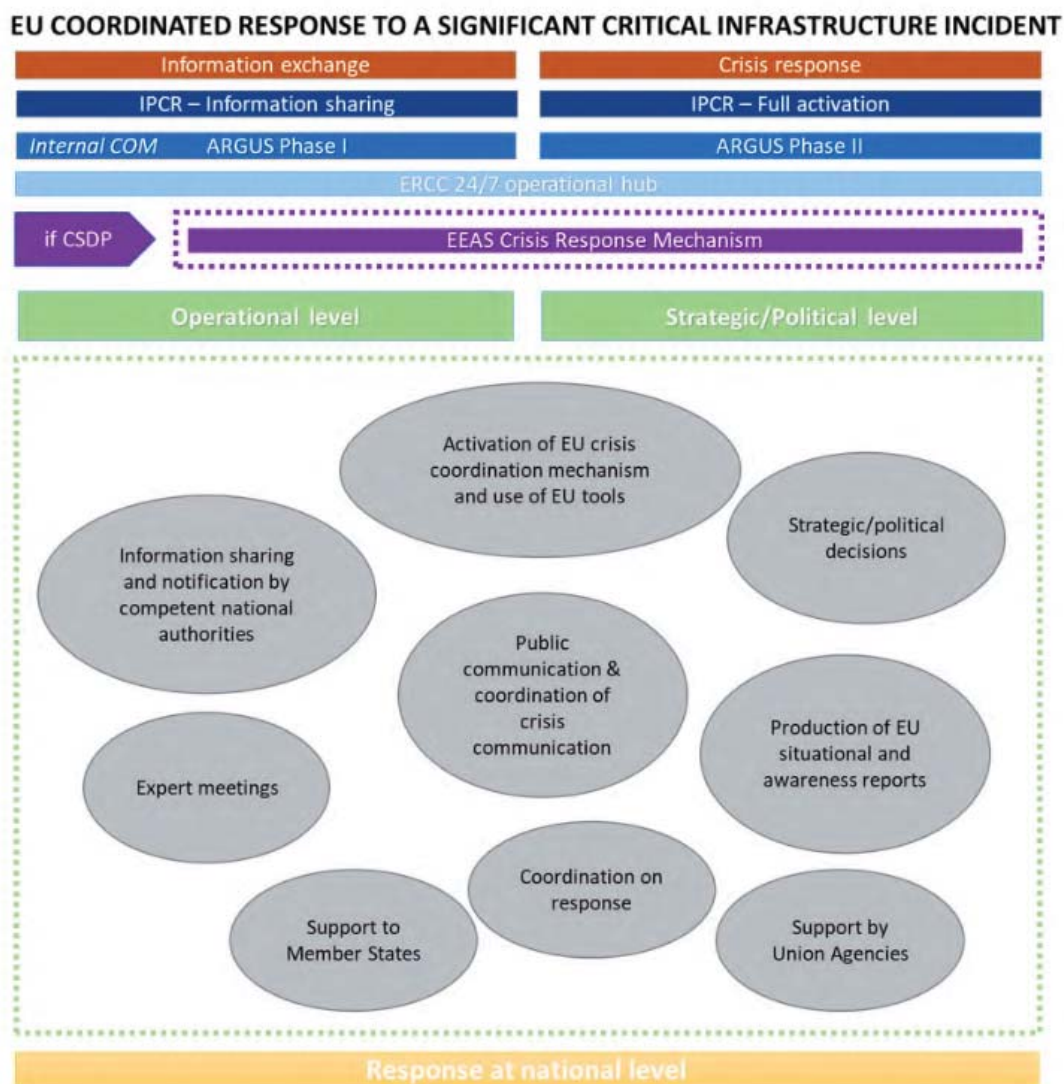 EU COORDINATED RESPONSE TO A SIGNIFICANT CRITICAL INFRASTRUCTURE INCIDENT
Information exchange
Crisis response
IPCR – Information sharing
IPCR – Full activation
Internal COM ARGUS Phase I
ARGUS Phase II
ERCC 24/7 operational hub
if CSDP
EEAS Crisis Response Mechanism
Operational level
Strategic/Political level
Activation of EU crisis
coordination mechanism
and use of EU tools
Strategic/political
decisions
Information sharing
and notification by
competent national
authorities
Public
communication &
coordination of
crisis
communication
Production of EU
situational and
awareness reports
Expert meetings
Coordination on
response
Support to
Member States
Support by
Union Agencies
Response at national level